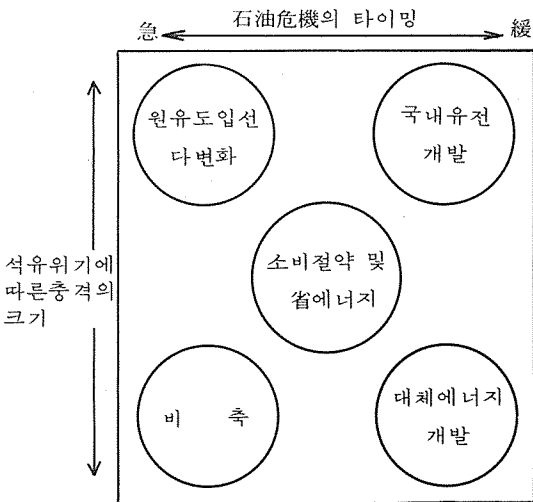 石油危機의 타이밍
急 緩
원유도입선
다변화
국내유전
개발
석유위기에
따른충격의
크기
소비절약 및
省에너지
비 축
대체에너지
개발